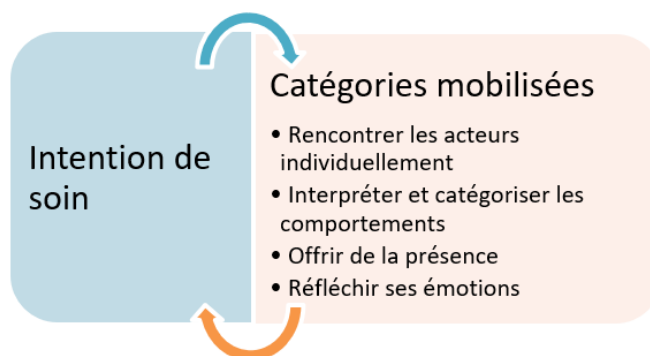 Intention de
soin
Catégories mobilisées
• Rencontrer les acteurs
individuellement
• Interpréter et catégoriser les
comportements
• Offrir de la présence
• Réfléchir ses émotions